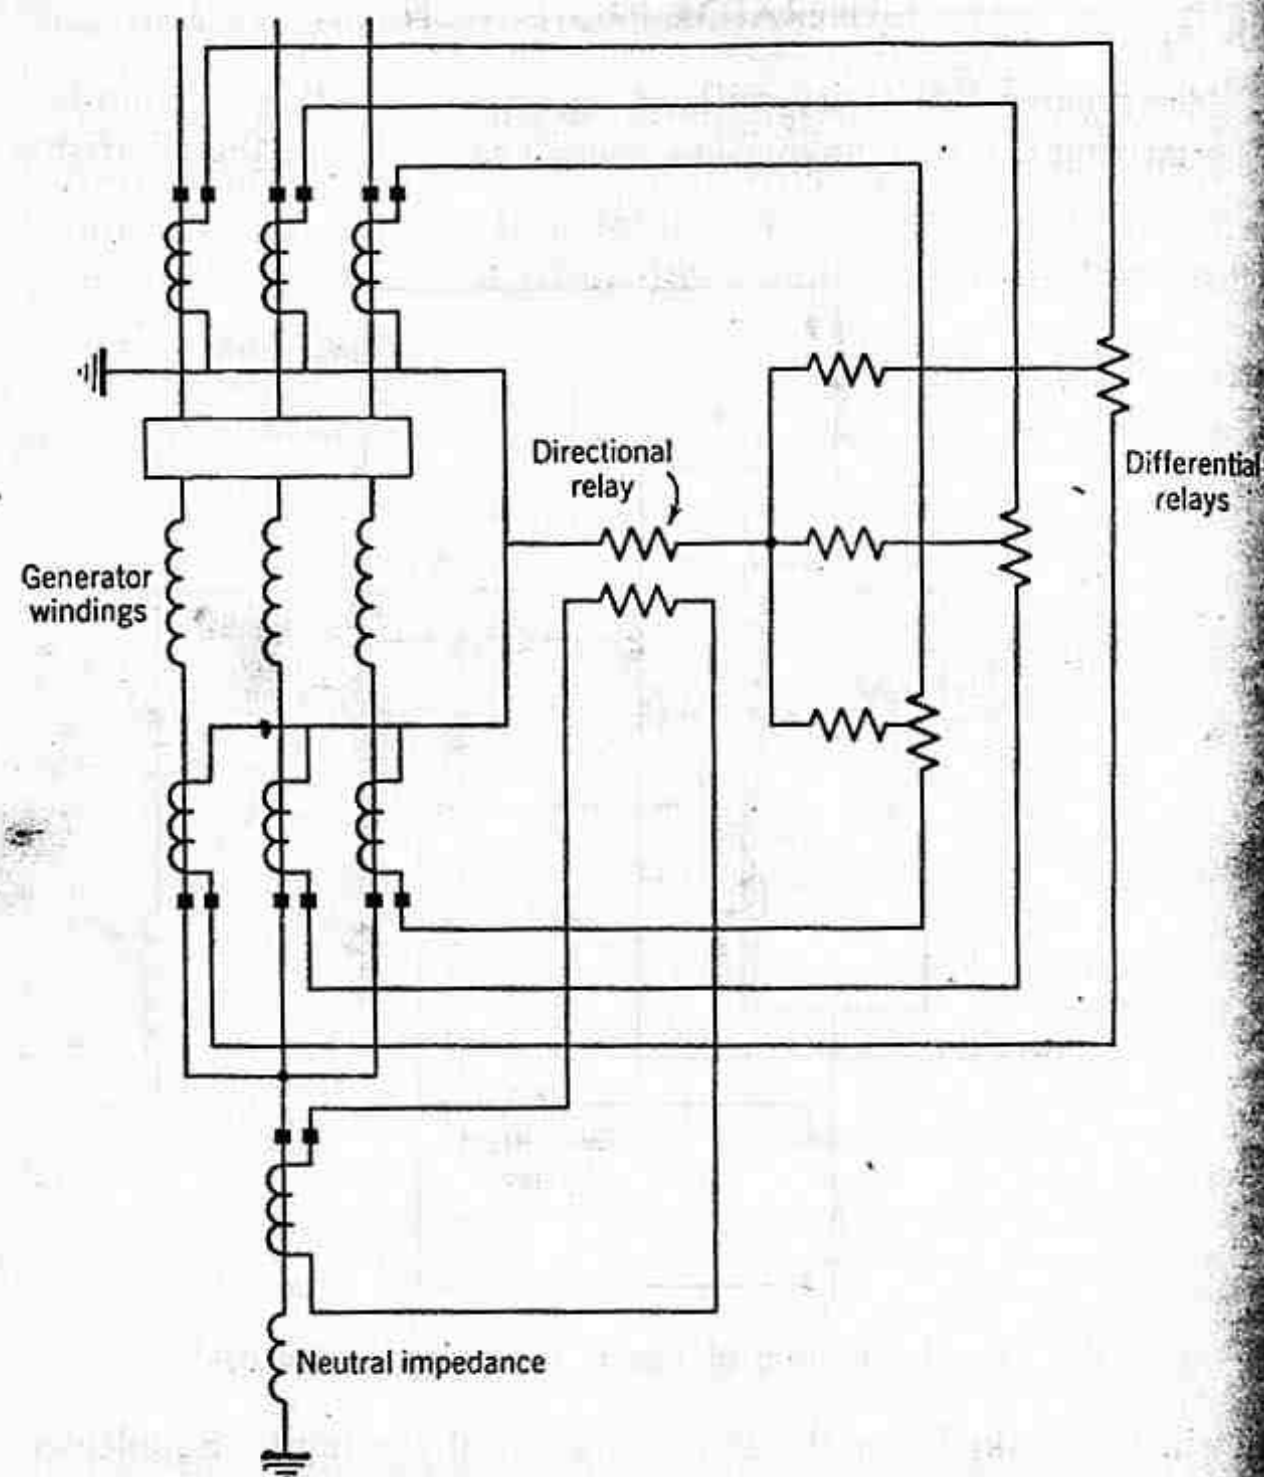 Directional
relay
Differential
relays
Generator
windings
Neutral impedance